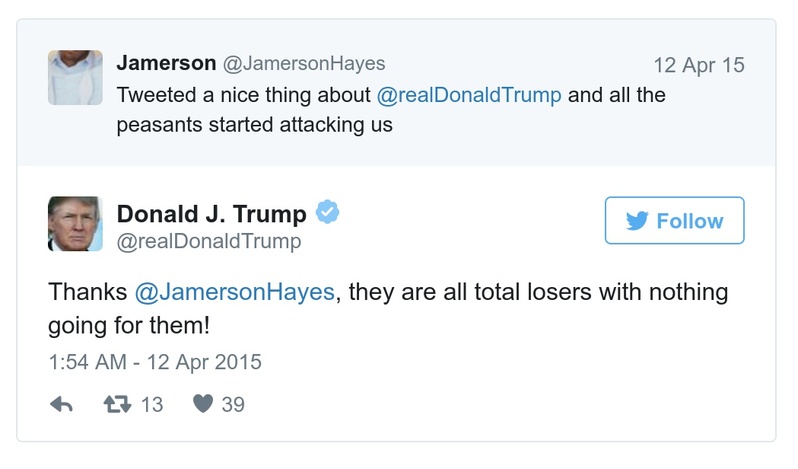 Jamerson @JamersonHayes 12 Apr 15
Tweeted a nice thing about @realDonaldTrump and all the
peasants started attacking us
Donald J. Trump
@realDonaldTrump
Follow
Thanks @JamersonHayes, they are all total losers with nothing
going for them!
1:54 AM - 12 Apr 2015
13 39